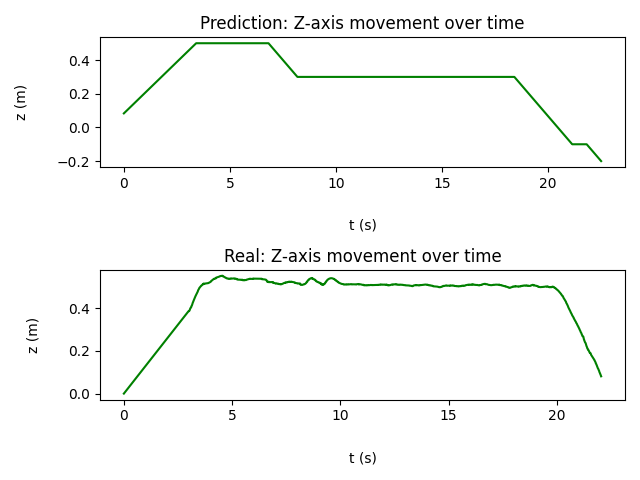 Prediction: Z-axis movement over time
0.4
0.2
0.0
−0.2
z (m)
0 5 10 15 20
t (s)
Real: Z-axis movement over time
0.4
0.2
0.0
z (m)
0 5 10 15 20
t (s)